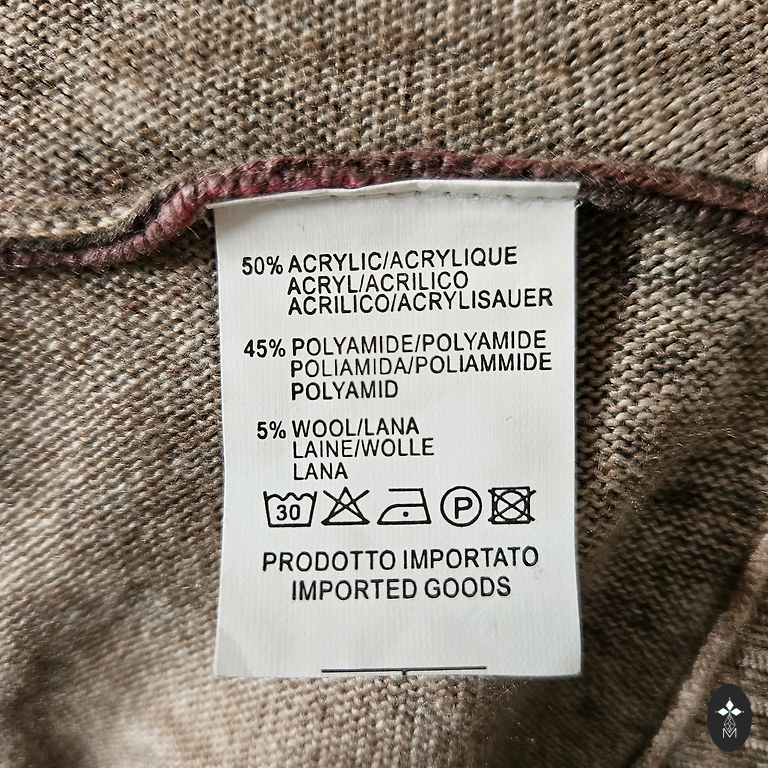 50% ACRYLIC/ACRYLIQUE
ACRYL/ACRILICO
ACRILICO/ACRYLISAUER
45% POLYAMIDE/POLYAMIDE
POLIAMIDA/POLIAMMIDE
POLYAMID
5% WOOL/LANA
LAINE/WOLLE
LANA
30 P
PRODOTTO IMPORTATO
IMPORTED GOODS
M